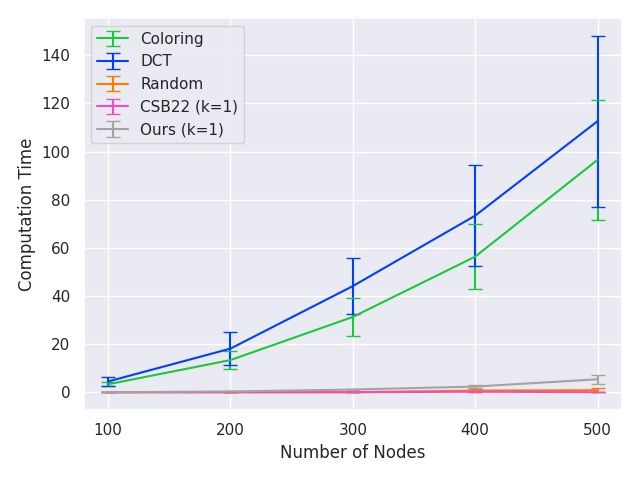 Coloring
DCT
Random
CSB22 (k=1)
Ours (k=1)
Computation Time
140
120
100
80
60
40
20
0
100 200 300 400 500
Number of Nodes